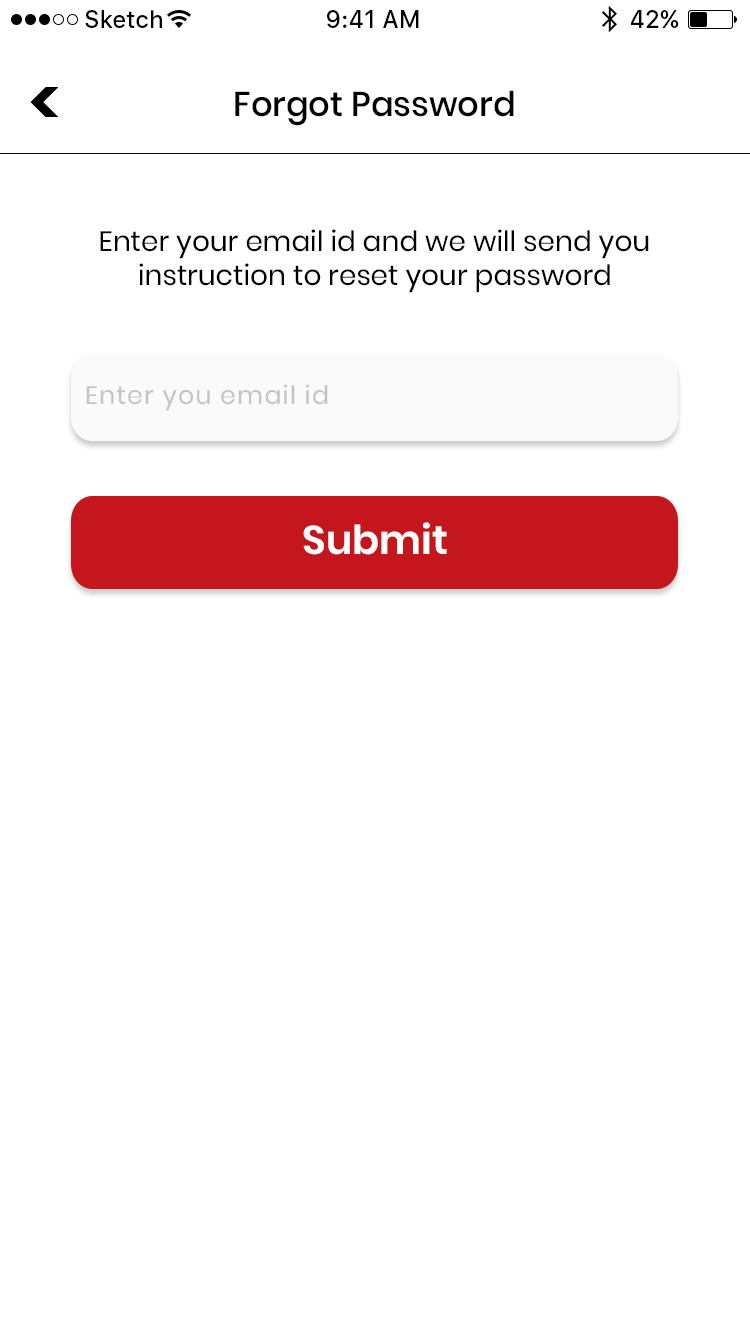 Sketch 9:41 AM 42%
Forgot Password
Enter your email id and we will send you
instruction to reset your password
Enter you email id
Submit